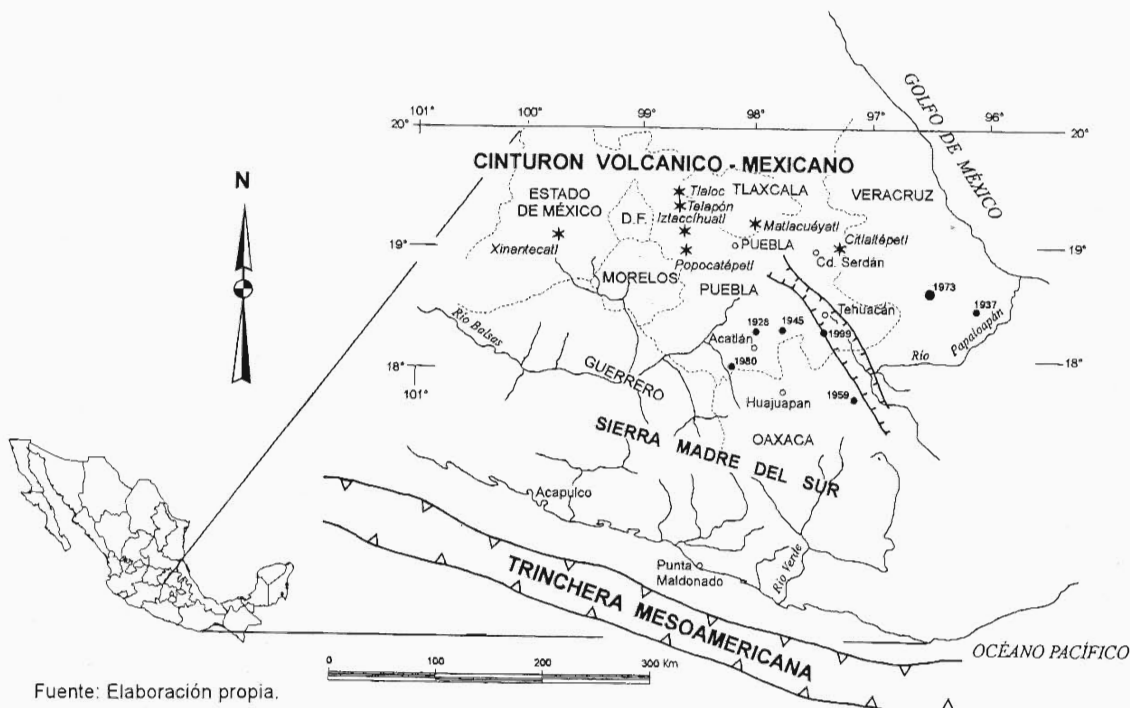 GOLFO DE MÉXICO
101°
100°
99°
98°
97°
96°
20°
20°
CINTURON VOLCANICO - MEXICANO
N
ESTADO
DE MÉXICO
D.F.
Tlaloc
Telapón
Iztaccíhuatl
TLAXCALA
VERACRUZ
Matlacuéyatl
Citlaltépetl
19°
19°
Xinantecatl
PUEBLA
Cd. Serdán
Popocatépetl
MORELOS
PUEBLA
1973
1937
Tehuacán
Río Balsas
1928
1945
1999
Acatlán
Río
Papaloapán
18°
18°
101°
1980
GUERRERO
Huajuapan
1959
OAXACA
SIERRA MADRE DEL SUR
Acapulco
Punta
Maldonado
Río Verde
TRINCHERA MESOAMERICANA
OCÉANO PACÍFICO
0
100
200
300 Km
Fuente: Elaboración propia.